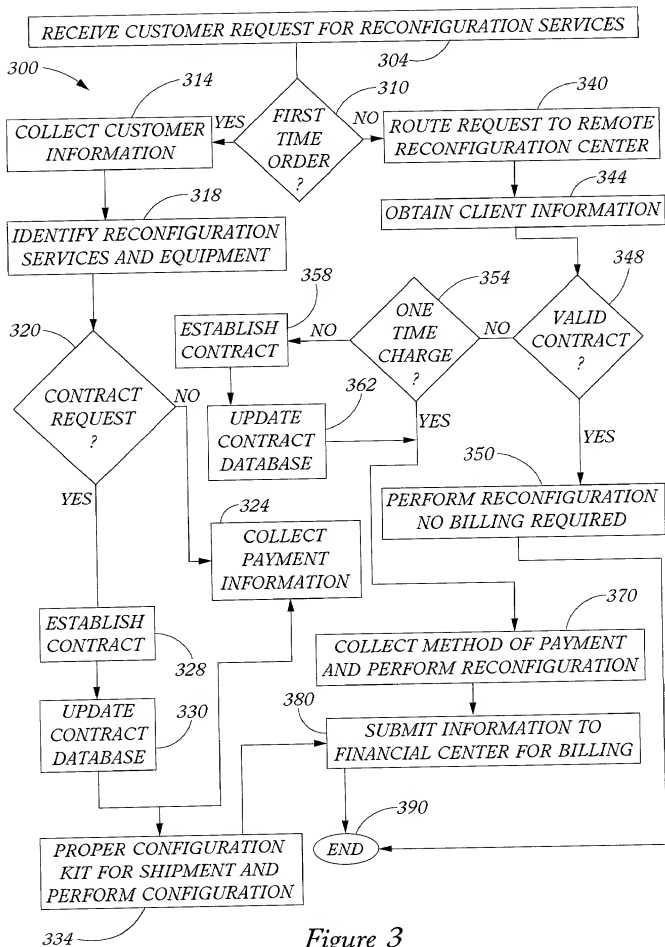 RECEIVE CUSTOMER REQUEST FOR RECONFIGURATION SERVICES
304
300
314
310
340
COLLECT CUSTOMER
INFORMATION
YES
FIRST
TIME
ORDER
?
NO
ROUTE REQUEST TO REMOTE
RECONFIGURATION CENTER
344
OBTAIN CLIENT INFORMATION
318
IDENTIFY RECONFIGURATION
SERVICES AND EQUIPMENT
358
354
348
320
ESTABLISH
CONTRACT
NO
ONE
TIME
CHARGE
?
NO
VALID
CONTRACT
?
CONTRACT
REQUEST
?
NO
362
UPDATE
CONTRACT
DATABASE
YES
YES
350
PERFORM RECONFIGURATION
NO BILLING REQUIRED
YES
324
COLLECT
PAYMENT
INFORMATION
370
ESTABLISH
CONTRACT
328
COLLECT METHOD OF PAYMENT
AND PERFORM RECONFIGURATION
UPDATE
CONTRACT
DATABASE
330
380
SUBMIT INFORMATION TO
FINANCIAL CENTER FOR BILLING
390
END
PROPER CONFIGURATION
KIT FOR SHIPMENT AND
PERFORM CONFIGURATION
334
Figure 3